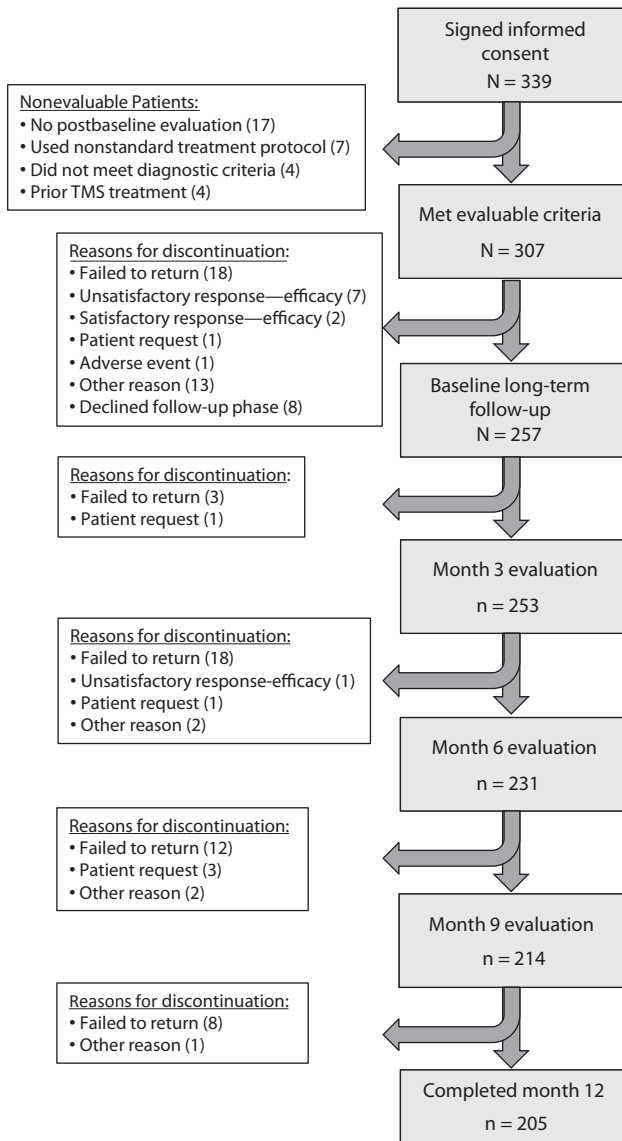 Signed informed
consent
N = 339
Nonevaluable Patients:
• No postbaseline evaluation (17)
• Used nonstandard treatment protocol (7)
• Did not meet diagnostic criteria (4)
• Prior TMS treatment (4)
Met evaluable criteria
N = 307
Reasons for discontinuation:
• Failed to return (18)
• Unsatisfactory response—efficacy (7)
• Satisfactory response—efficacy (2)
• Patient request (1)
• Adverse event (1)
• Other reason (13)
• Declined follow-up phase (8)
Baseline long-term
follow-up
N = 257
Reasons for discontinuation:
• Failed to return (3)
• Patient request (1)
Month 3 evaluation
n = 253
Reasons for discontinuation:
• Failed to return (18)
• Unsatisfactory response-efficacy (1)
• Patient request (1)
• Other reason (2)
Month 6 evaluation
n = 231
Reasons for discontinuation:
• Failed to return (12)
• Patient request (3)
• Other reason (2)
Month 9 evaluation
n = 214
Reasons for discontinuation:
• Failed to return (8)
• Other reason (1)
Completed month 12
n = 205